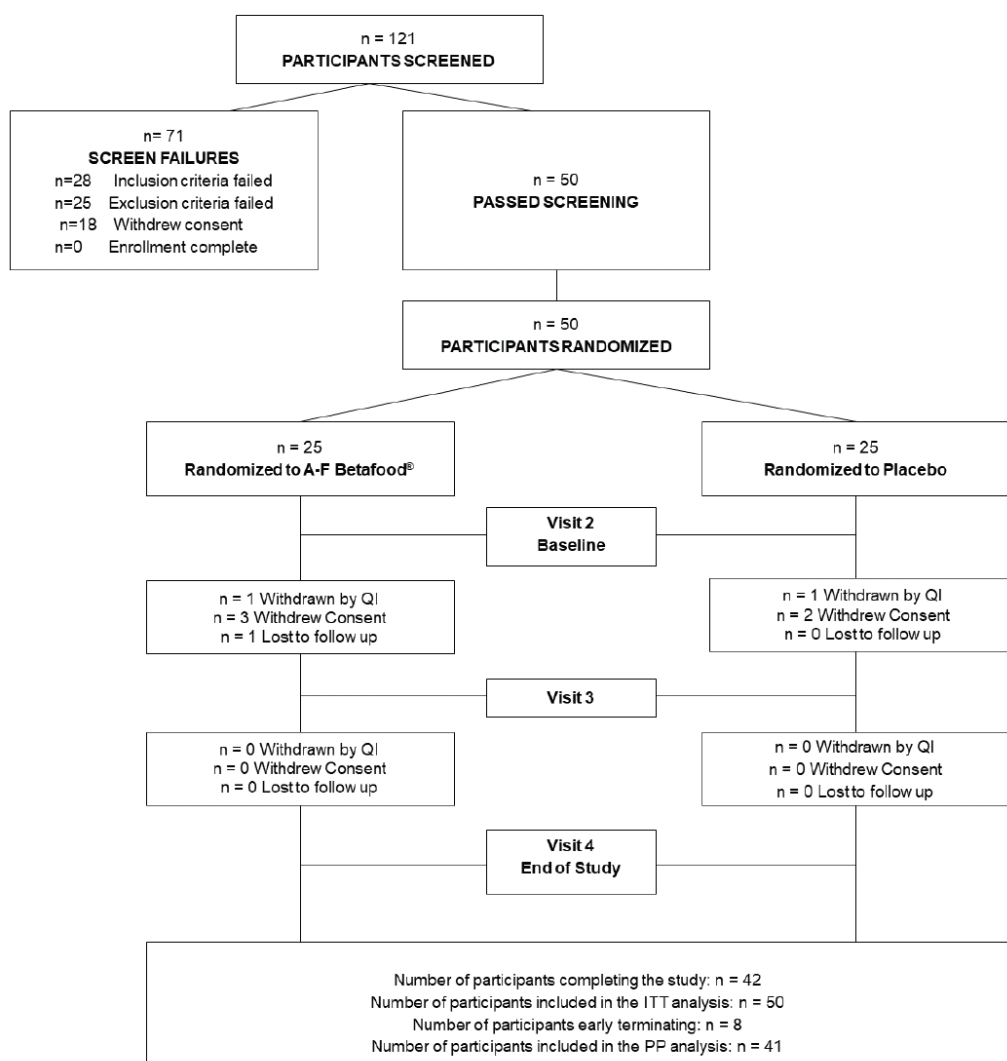 n = 121
PARTICIPANTS SCREENED
n= 71
SCREEN FAILURES
n=28 Inclusion criteria failed
n=25 Exclusion criteria failed
n=18 Withdrew consent
n=0 Enrollment complete
n = 50
PASSED SCREENING
n = 50
PARTICIPANTS RANDOMIZED
n = 25
Randomized to A-F Betafood®
n = 25
Randomized to Placebo
Visit 2
Baseline
n = 1 Withdrawn by QI
n = 3 Withdrew Consent
n = 1 Lost to follow up
n = 1 Withdrawn by QI
n = 2 Withdrew Consent
n = 0 Lost to follow up
Visit 3
n = 0 Withdrawn by QI
n = 0 Withdrew Consent
n = 0 Lost to follow up
n = 0 Withdrawn by QI
n = 0 Withdrew Consent
n = 0 Lost to follow up
Visit 4
End of Study
Number of participants completing the study: n = 42
Number of participants included in the ITT analysis: n = 50
Number of participants early terminating: n = 8
Number of participants included in the PP analysis: n = 41